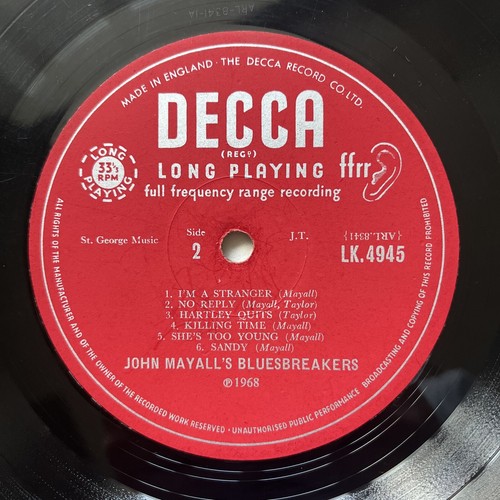 MADE IN ENGLAND · THE DECCA RECORD CO. LTD.
DECCA
(REGD)
LONG PLAYING
33⅓
RPM
LONG PLAYING
ffrr
full frequency range recording
St. George Music
Side
2
J.T.
{ARL.8341}
LK.4945
1. I'M A STRANGER (Mayall)
2. NO REPLY (Mayall, Taylor)
3. HARTLEY QUITS (Taylor)
4. KILLING TIME (Mayall)
5. SHE'S TOO YOUNG (Mayall)
6. SANDY (Mayall)
JOHN MAYALL'S BLUESBREAKERS
℗1968
ALL RIGHTS OF THE MANUFACTURER AND OF THE OWNER OF THE RECORDED WORK RESERVED · UNAUTHORISED PUBLIC PERFORMANCE, BROADCASTING AND COPYING OF THIS RECORD PROHIBITED